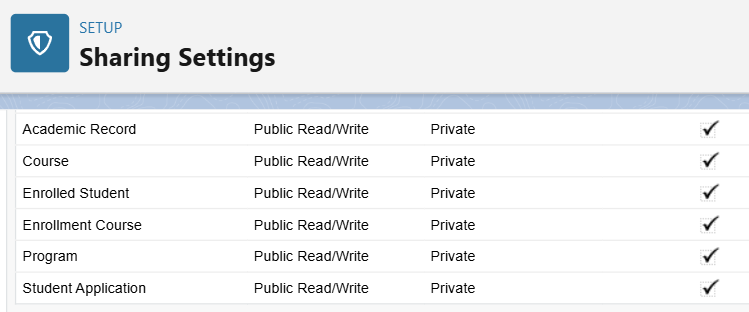 SETUP
Sharing Settings
Academic Record Public Read/Write Private
Course Public Read/Write Private
Enrolled Student Public Read/Write Private
Enrollment Course Public Read/Write Private
Program Public Read/Write Private
Student Application Public Read/Write Private